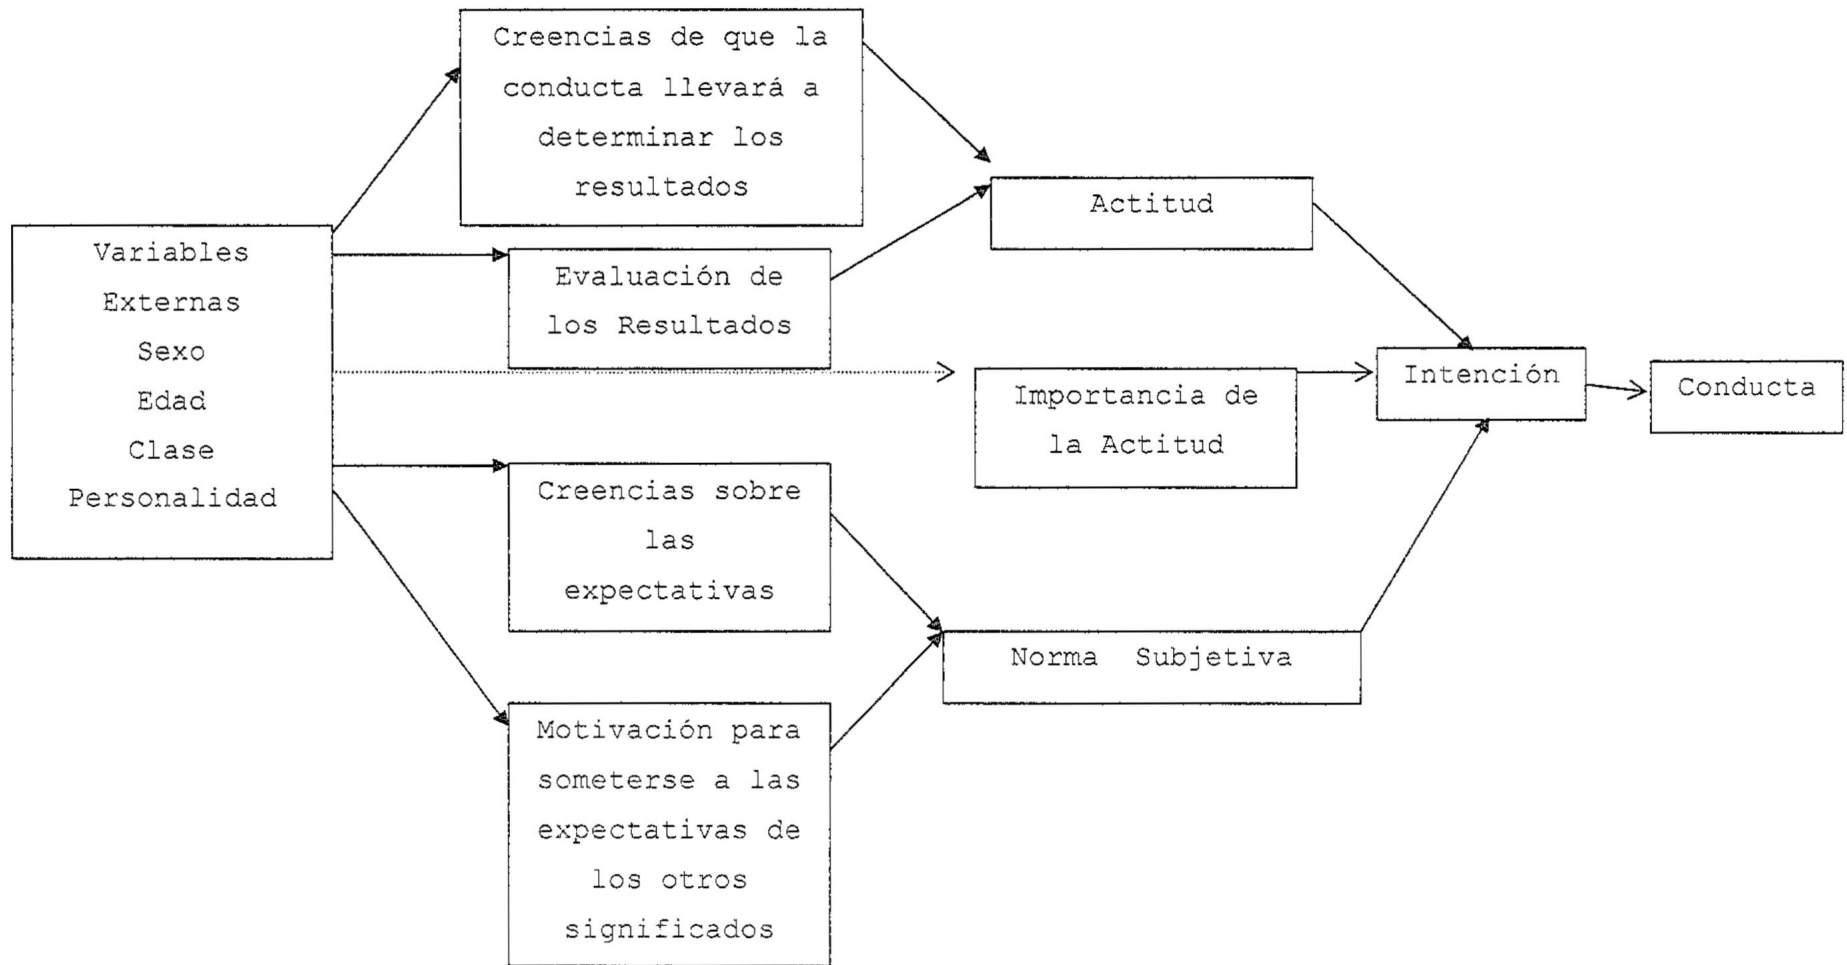 Creencias de que la
conducta llevará a
determinar los
resultados
Actitud
Variables
Externas
Sexo
Edad
Clase
Personalidad
Evaluación de
los Resultados
Importancia de
la Actitud
Intención
Conducta
Creencias sobre
las
expectativas
Norma Subjetiva
Motivación para
someterse a las
expectativas de
los otros
significados